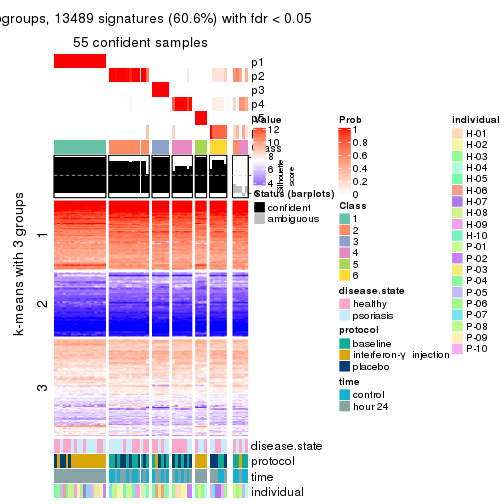 groups, 13489 signatures (60.6%) with fdr < 0.05
55 confident samples
p1
p2
p3
p4
p5
Value
12
10
8
6
4
Silhouette
score
Status (barplots)
confident
ambiguous
Prob
1
0.8
0.6
0.4
0.2
0
Class
1
2
3
4
5
6
disease.state
healthy
psoriasis
protocol
baseline
interferon-γ injection
placebo
time
control
hour 24
individual
H-01
H-02
H-03
H-04
H-05
H-06
H-07
H-08
H-09
H-10
P-01
P-02
P-03
P-04
P-05
P-06
P-07
P-08
P-09
P-10
k-means with 3 groups
1
2
3
disease.state
protocol
time
individual